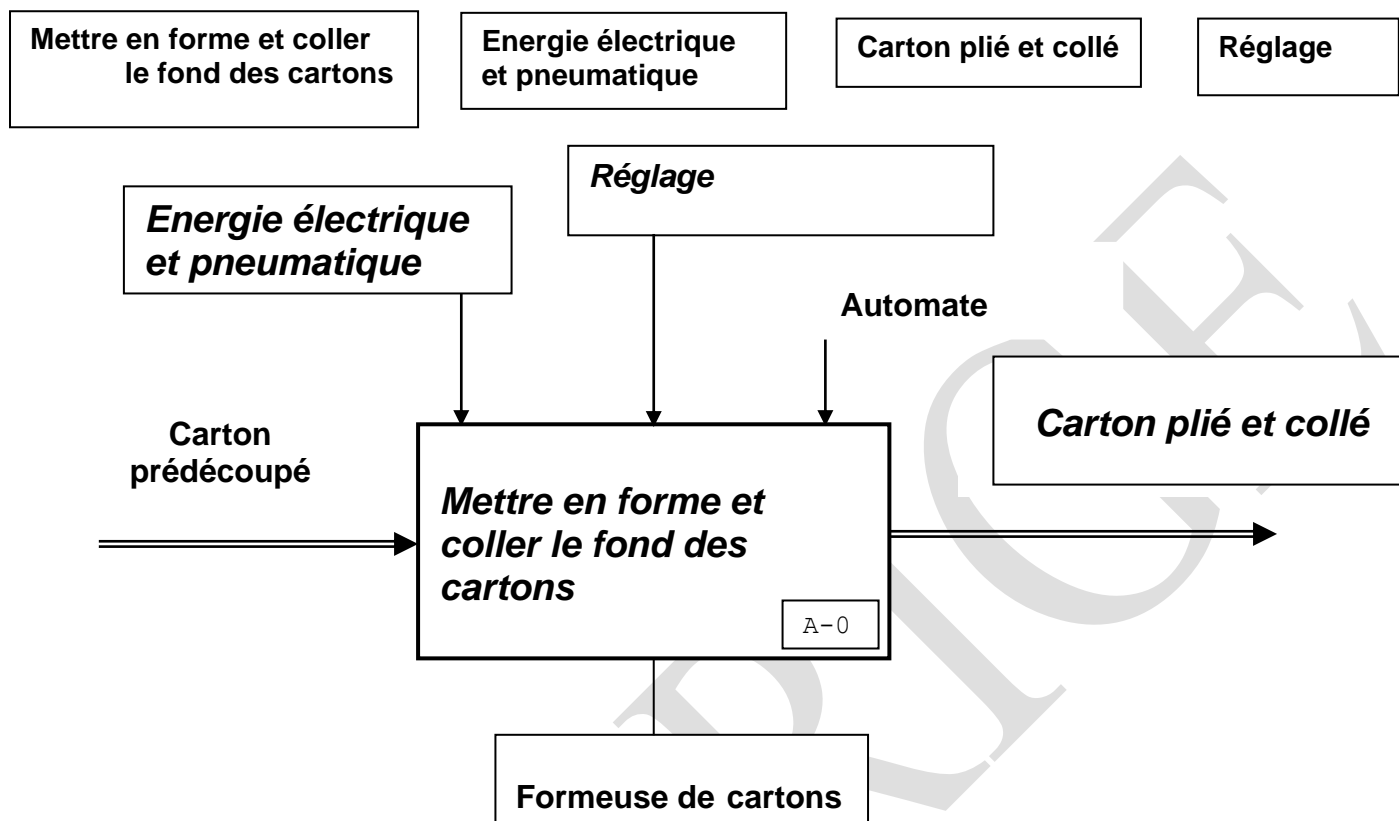 Mettre en forme et coller
le fond des cartons
Energie électrique
et pneumatique
Carton plié et collé
Réglage
Réglage
Energie électrique
et pneumatique
Automate
Carton plié et collé
Carton
prédécoupé
Mettre en forme et
coller le fond des
cartons
A-0
Formeuse de cartons